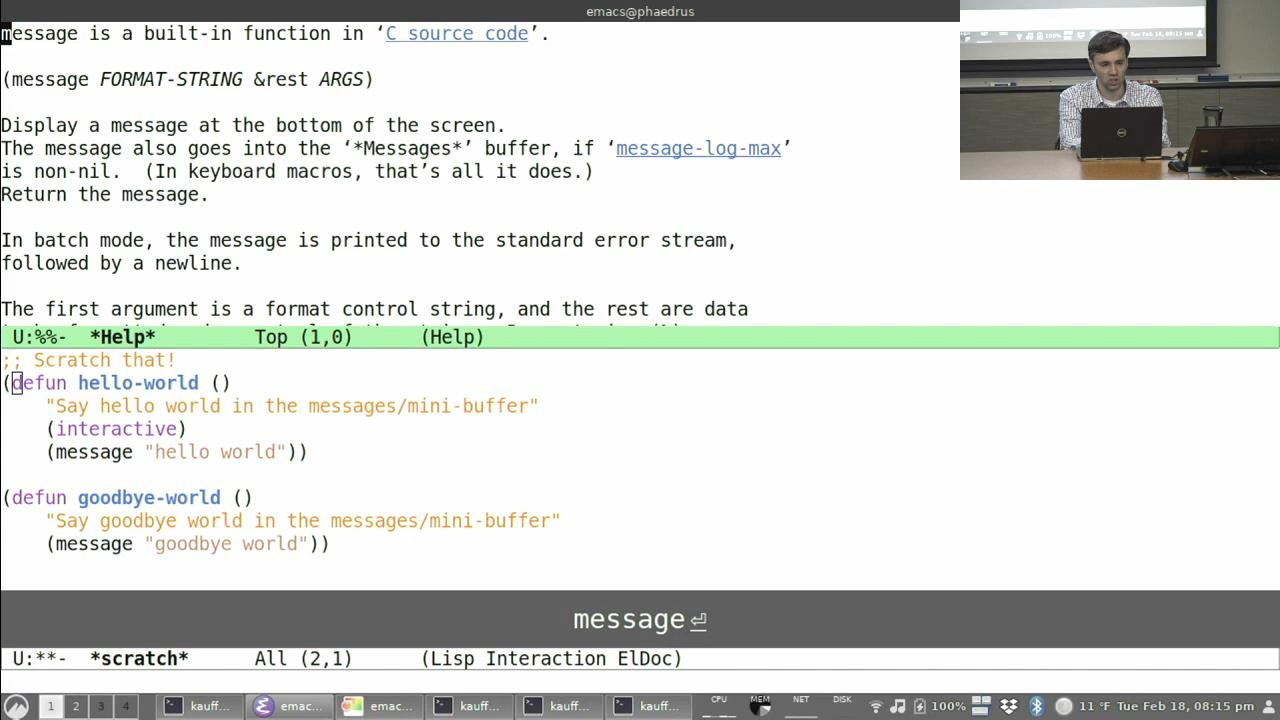 emacs@phaedrus
message is a built-in function in ‘C source code’.
(message FORMAT-STRING &rest ARGS)
Display a message at the bottom of the screen.
The message also goes into the ‘*Messages*’ buffer, if ‘message-log-max’
is non-nil.  (In keyboard macros, that’s all it does.)
Return the message.
In batch mode, the message is printed to the standard error stream,
followed by a newline.
The first argument is a format control string, and the rest are data
U:%%-  *Help*         Top (1,0)      (Help)
;; Scratch that!
(defun hello-world ()
    "Say hello world in the messages/mini-buffer"
    (interactive)
    (message "hello world"))
(defun goodbye-world ()
    "Say goodbye world in the messages/mini-buffer"
    (message "goodbye world"))
message⏎
U:**-  *scratch*      All (2,1)      (Lisp Interaction ElDoc)
1 2 3 4 kauff... emac... emac... kauff... kauff... kauff... CPU MEM NET DISK 100% 11 °F Tue Feb 18, 08:15 pm